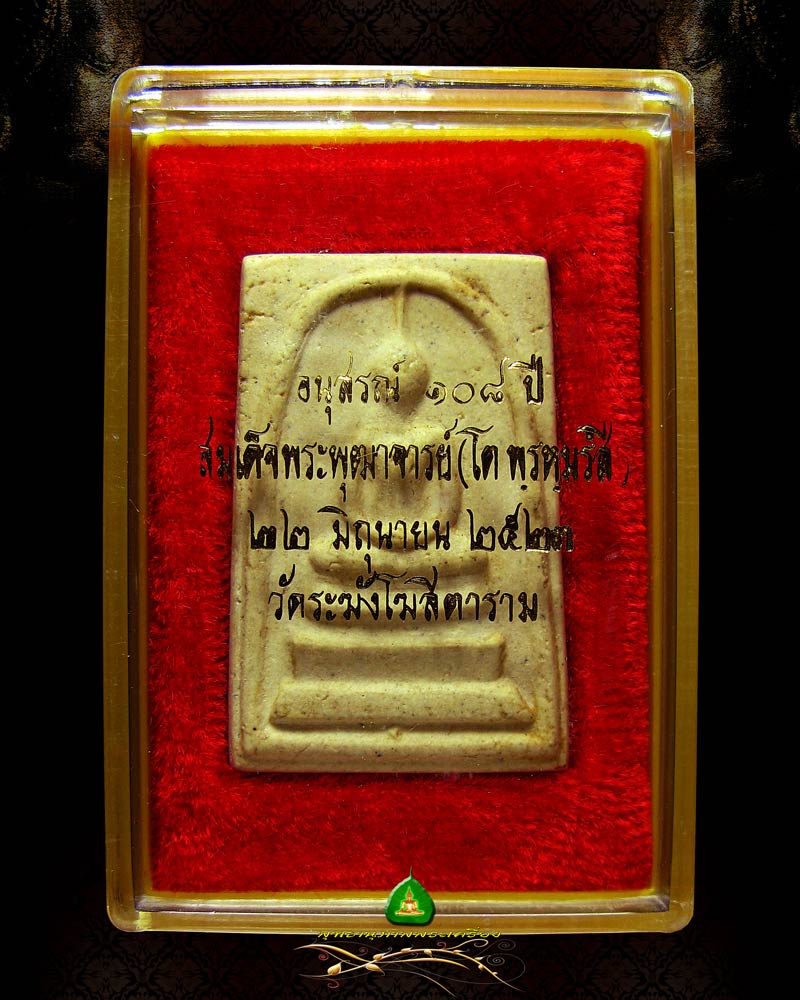 อนุสรณ์ ๑๐๘ ปี
สมเด็จพระพุฒาจารย์ (โต พฺรหฺมรํสี)
๒๒ มิถุนายน ๒๕๒๓
วัดระฆังโฆสิตาราม